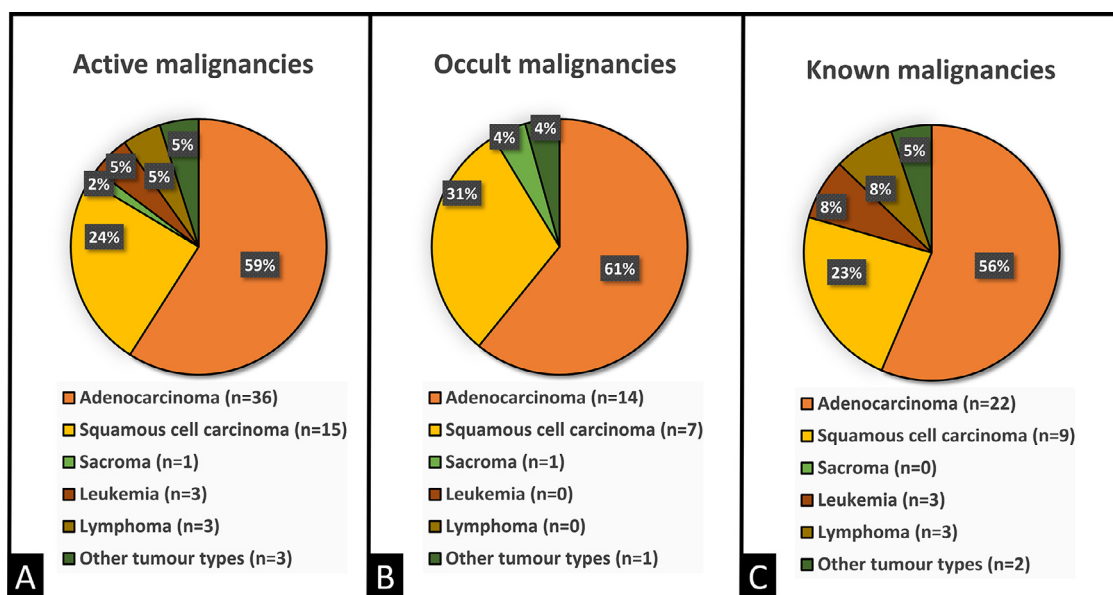 Active malignancies
5%
5%
5%
2%
24%
59%
Adenocarcinoma (n=36)
Squamous cell carcinoma (n=15)
Sacroma (n=1)
Leukemia (n=3)
Lymphoma (n=3)
Other tumour types (n=3)
A
Occult malignancies
4%
4%
31%
61%
Adenocarcinoma (n=14)
Squamous cell carcinoma (n=7)
Sacroma (n=1)
Leukemia (n=0)
Lymphoma (n=0)
Other tumour types (n=1)
B
Known malignancies
5%
8%
8%
23%
56%
Adenocarcinoma (n=22)
Squamous cell carcinoma (n=9)
Sacroma (n=0)
Leukemia (n=3)
Lymphoma (n=3)
Other tumour types (n=2)
C